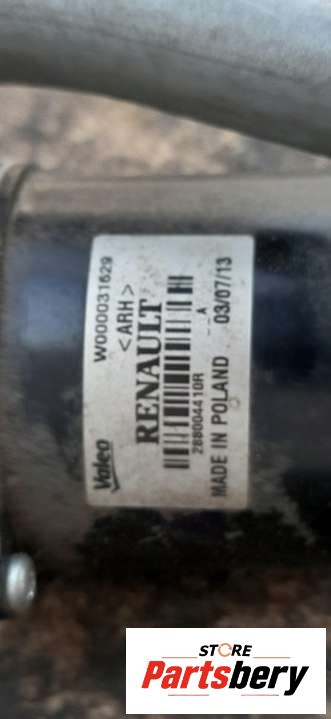 Valeo W000031629
<ARH>
RENAULT
288004410R A
MADE IN POLAND 03/07/13
STORE
Partsbery